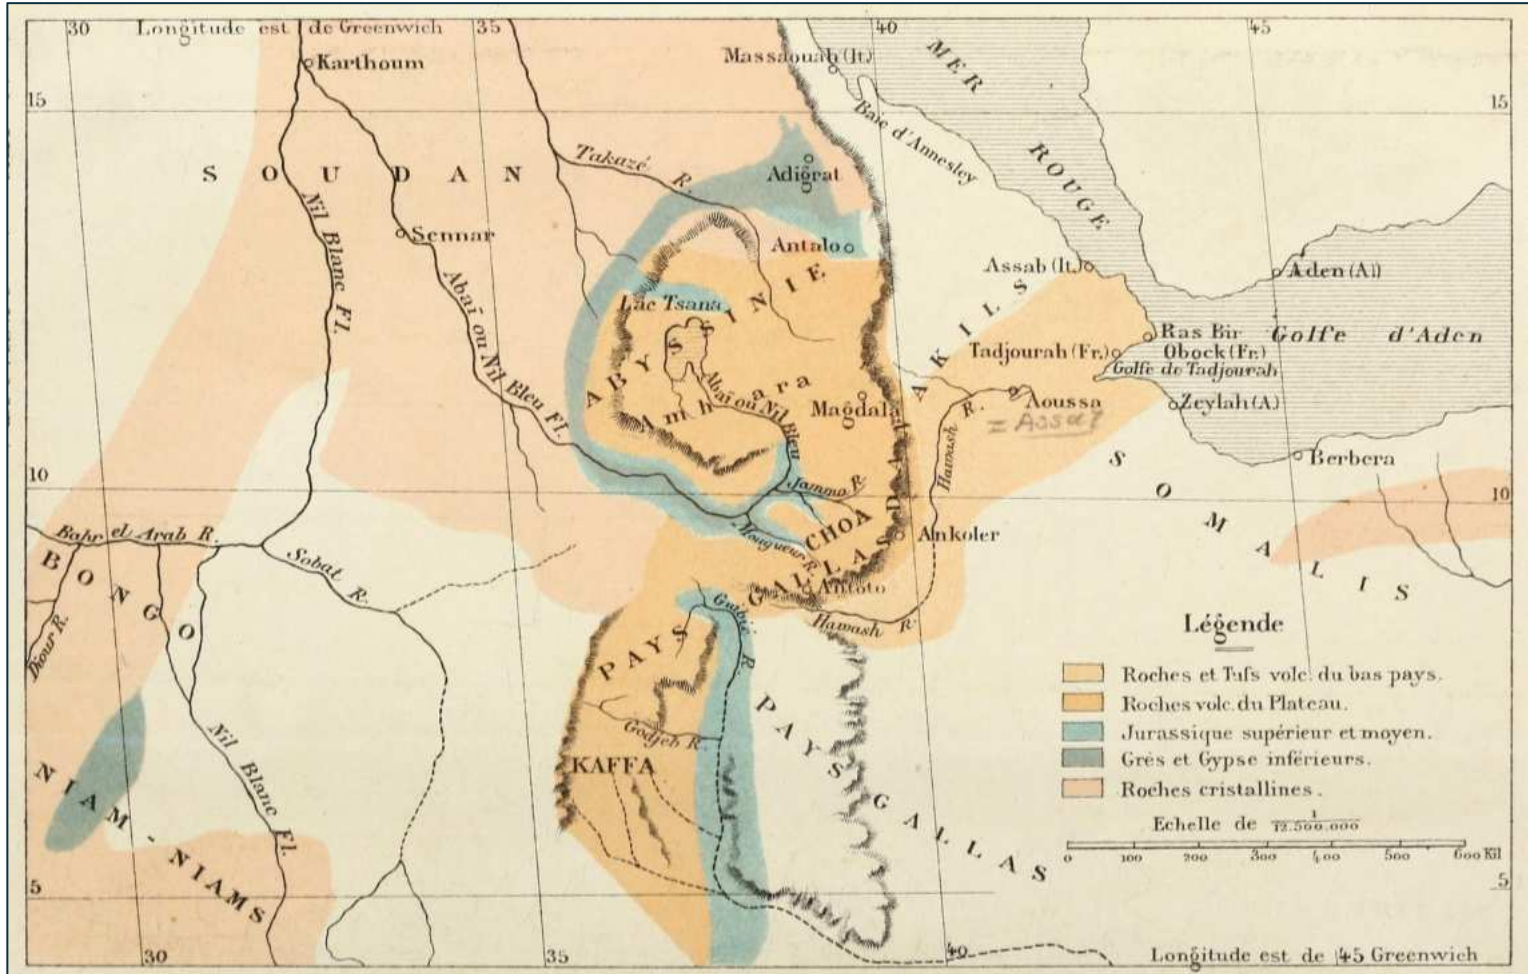 30 Longitude est de Greenwich 35 40 45
Karthoum
Massaouah (It.)
MER ROUGE
15 15
Baie d'Annesley
SOUDAN
Takazé R.
Adigrat
Nil Blanc Fl.
Sennar
Antalo
Assab (It.)
Aden (A)
Abaï ou Nil Bleu Fl.
Lac Tsana
ABYSSINIE
Ras Bir
Obock (Fr.)
Golfe d'Aden
Tadjourah (Fr.)
Golfe de Tadjourah
Amhara
Abaï ou Nil Bleu
Magdala
DANAKILS
Hawash R.
Aoussa
= Assa?
Zeylah (A)
Berbera
10 10
Jamma R.
SOMALIS
Bahr el Arab R.
Sobat R.
Mougueur R.
CHOA
Ankoler
BONGO
PAYS GALLAS
Antoto
Guibié R.
Hawash R.
Diour R.
Légende
Roches et Tufs volc. du bas pays.
Roches volc. du Plateau.
Jurassique supérieur et moyen.
Grès et Gypse inférieurs.
Roches cristallines.
Echelle de 1/12.500.000
0 100 200 300 400 500 600 Kil
PAYS GALLAS
Godjeb R.
KAFFA
Nil Blanc Fl.
NIAM-NIAMS
5 5
30 35 40 Longitude est de 45 Greenwich